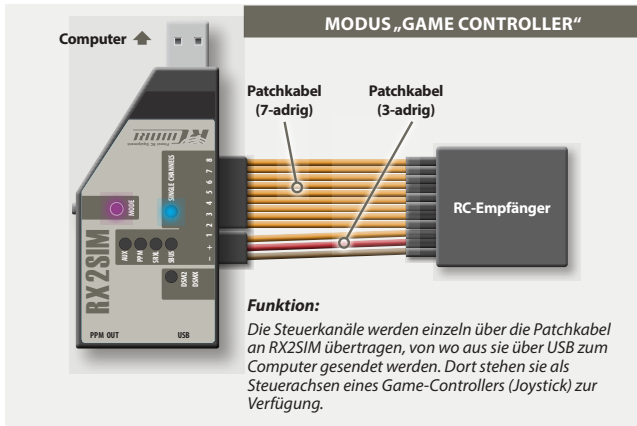 MODUS „GAME CONTROLLER“
Computer
Patchkabel
(7-adrig)
Patchkabel
(3-adrig)
SINGLE CHANNELS
– + 1 2 3 4 5 6 7 8
MODE
RX2SIM
AUX
PPM
SRXL
SBUS
DSM2
DSMX
PPM OUT
USB
RC-Empfänger
Funktion:
Die Steuerkanäle werden einzeln über die Patchkabel
an RX2SIM übertragen, von wo aus sie über USB zum
Computer gesendet werden. Dort stehen sie als
Steuerachsen eines Game-Controllers (Joystick) zur
Verfügung.